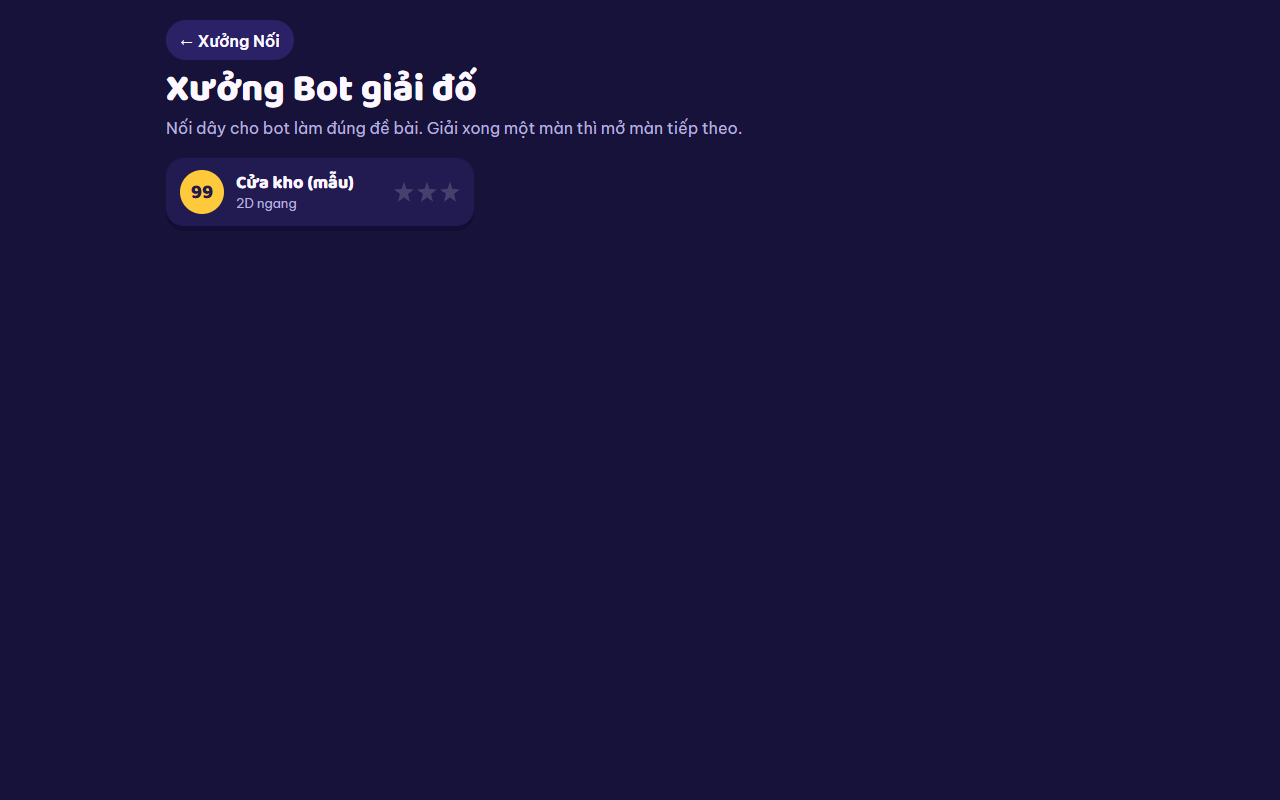 ← Xưởng Nối
Xưởng Bot giải đố
Nối dây cho bot làm đúng đề bài. Giải xong một màn thì mở màn tiếp theo.
99
Cửa kho (mẫu)
2D ngang